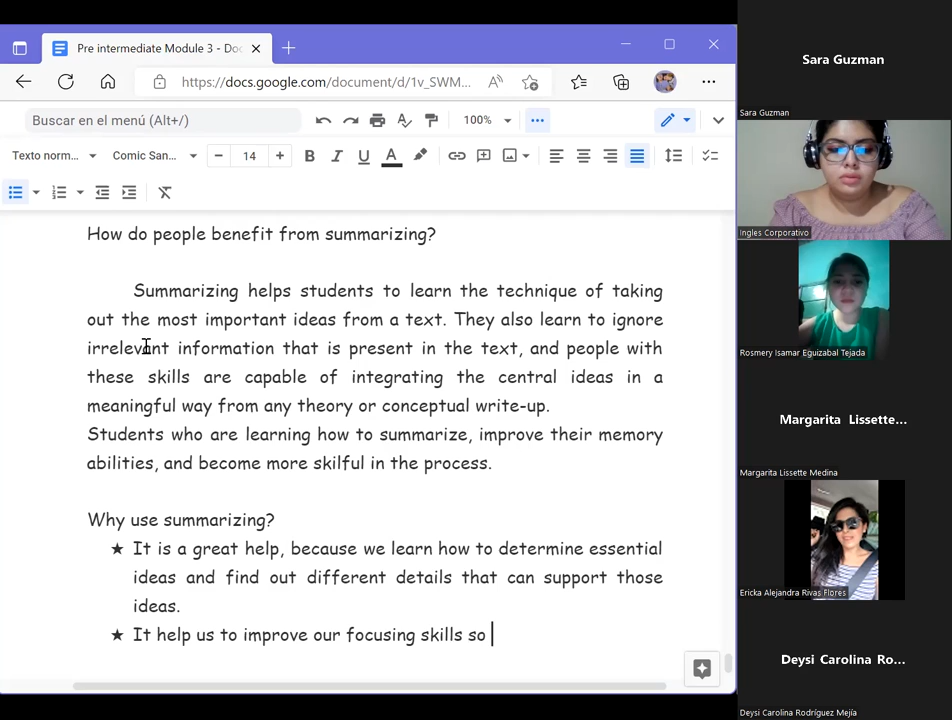 Pre intermediate Module 3 - Doc
https://docs.google.com/document/d/1v_SWM...
Buscar en el menú (Alt+/)
100%
Texto norm...
Comic San...
14
How do people benefit from summarizing?
Summarizing helps students to learn the technique of taking
out the most important ideas from a text. They also learn to ignore
irrelevant information that is present in the text, and people with
these skills are capable of integrating the central ideas in a
meaningful way from any theory or conceptual write-up.
Students who are learning how to summarize, improve their memory
abilities, and become more skilful in the process.
Why use summarizing?
★ It is a great help, because we learn how to determine essential
ideas and find out different details that can support those
ideas.
★ It help us to improve our focusing skills so
Sara Guzman
Sara Guzman
Ingles Corporativo
Rosmery Isamar Eguizabal Tejada
Margarita Lissette...
Margarita Lissette Medina
Ericka Alejandra Rivas Flores
Deysi Carolina Ro...
Deysi Carolina Rodríguez Mejía